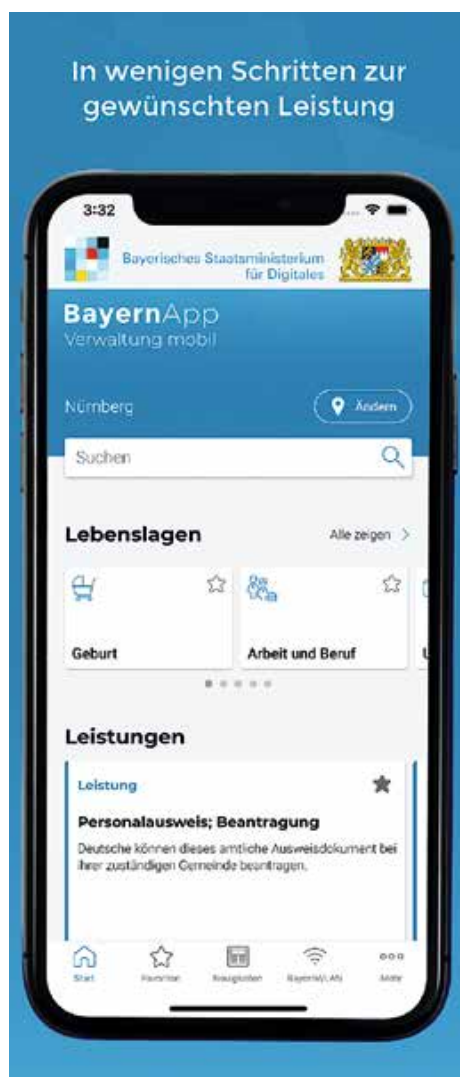 In wenigen Schritten zur
gewünschten Leistung
3:32
Bayerisches Staatsministerium
für Digitales
BayernApp
Verwaltung mobil
Nürnberg
Ändern
Suchen
Lebenslagen
Alle zeigen
Geburt
Arbeit und Beruf
Leistungen
Leistung
Personalausweis; Beantragung
Deutsche können dieses amtliche Ausweisdokument bei
ihrer zuständigen Gemeinde beantragen.
Start Favoriten Neuigkeiten BayernWLAN Mehr